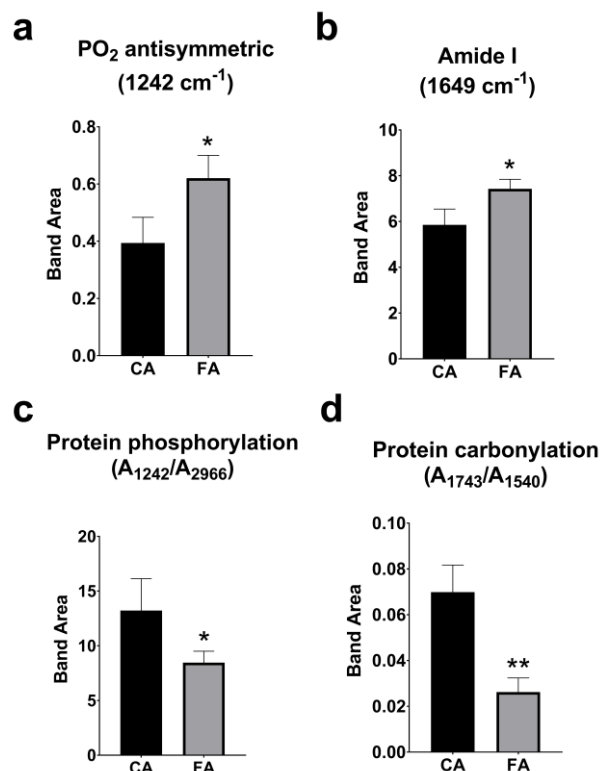 a
PO₂ antisymmetric
(1242 cm⁻¹)
0.8
0.6
0.4
0.2
0.0
Band Area
*
CA FA
b
Amide I
(1649 cm⁻¹)
10
8
6
4
2
0
Band Area
*
CA FA
c
Protein phosphorylation
(A₁₂₄₂/A₂₉₆₆)
20
15
10
5
0
Band Area
*
CA FA
d
Protein carbonylation
(A₁₇₄₃/A₁₅₄₀)
0.10
0.08
0.06
0.04
0.02
0.00
Band Area
**
CA FA